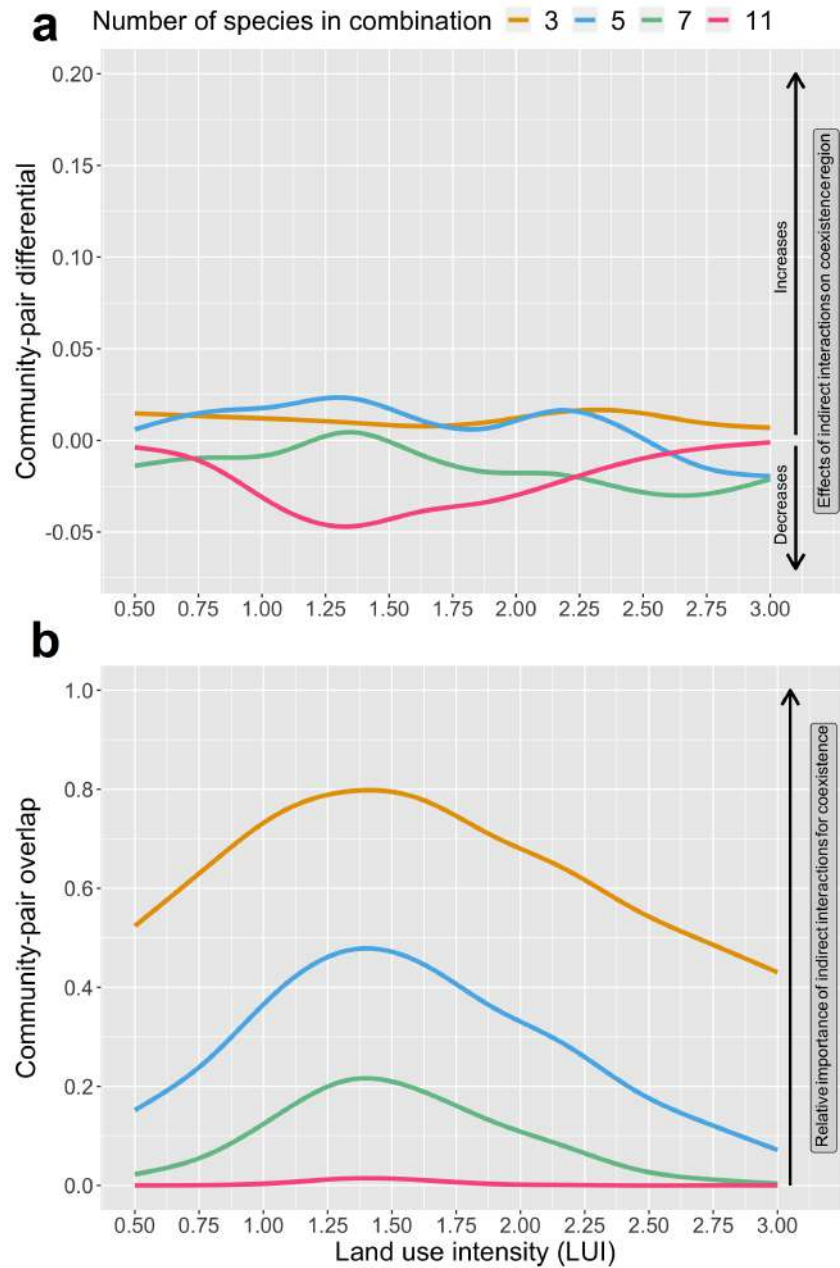 a Number of species in combination 3 5 7 11
Community-pair differential
0.20
0.15
0.10
0.05
0.00
-0.05
0.50 0.75 1.00 1.25 1.50 1.75 2.00 2.25 2.50 2.75 3.00
Increases
Decreases
Effects of indirect interactions on coexistence region
b
Community-pair overlap
1.0
0.8
0.6
0.4
0.2
0.0
0.50 0.75 1.00 1.25 1.50 1.75 2.00 2.25 2.50 2.75 3.00
Land use intensity (LUI)
Relative importance of indirect interactions for coexistence